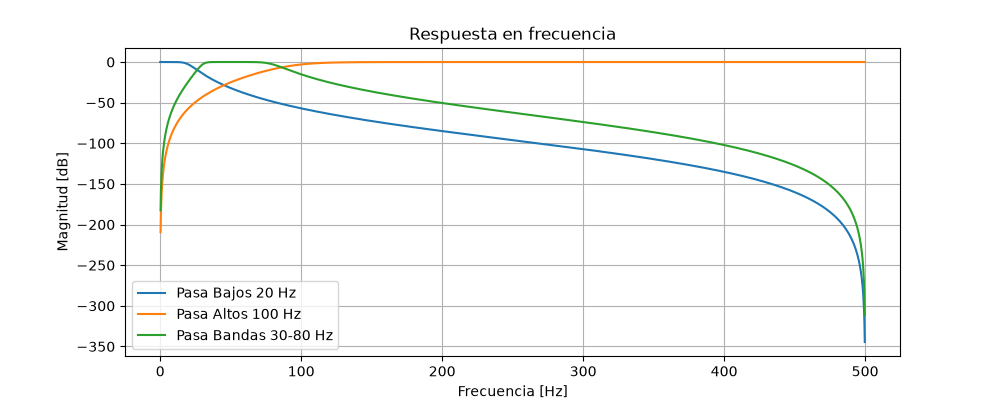 Respuesta en frecuencia
Magnitud [dB]
0
−50
−100
−150
−200
−250
−300
−350
Pasa Bajos 20 Hz
Pasa Altos 100 Hz
Pasa Bandas 30-80 Hz
0 100 200 300 400 500
Frecuencia [Hz]